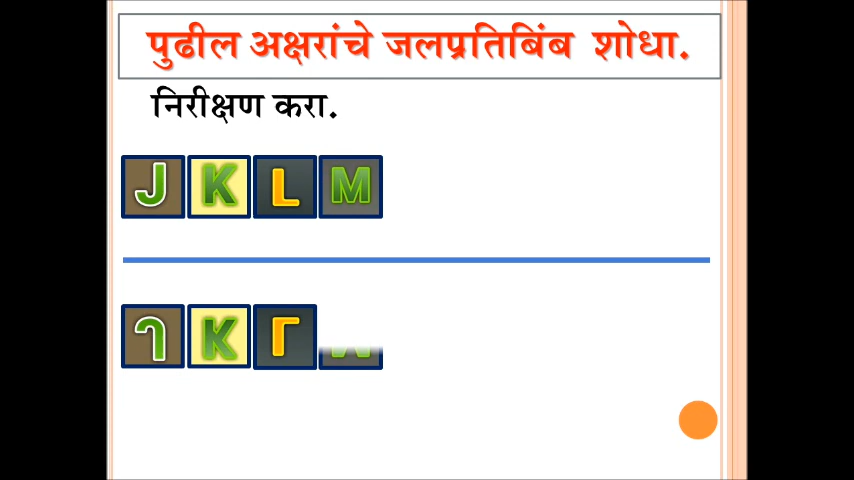 पुढील अक्षरांचे जलप्रतिबिंब शोधा.
निरीक्षण करा.
J K L M